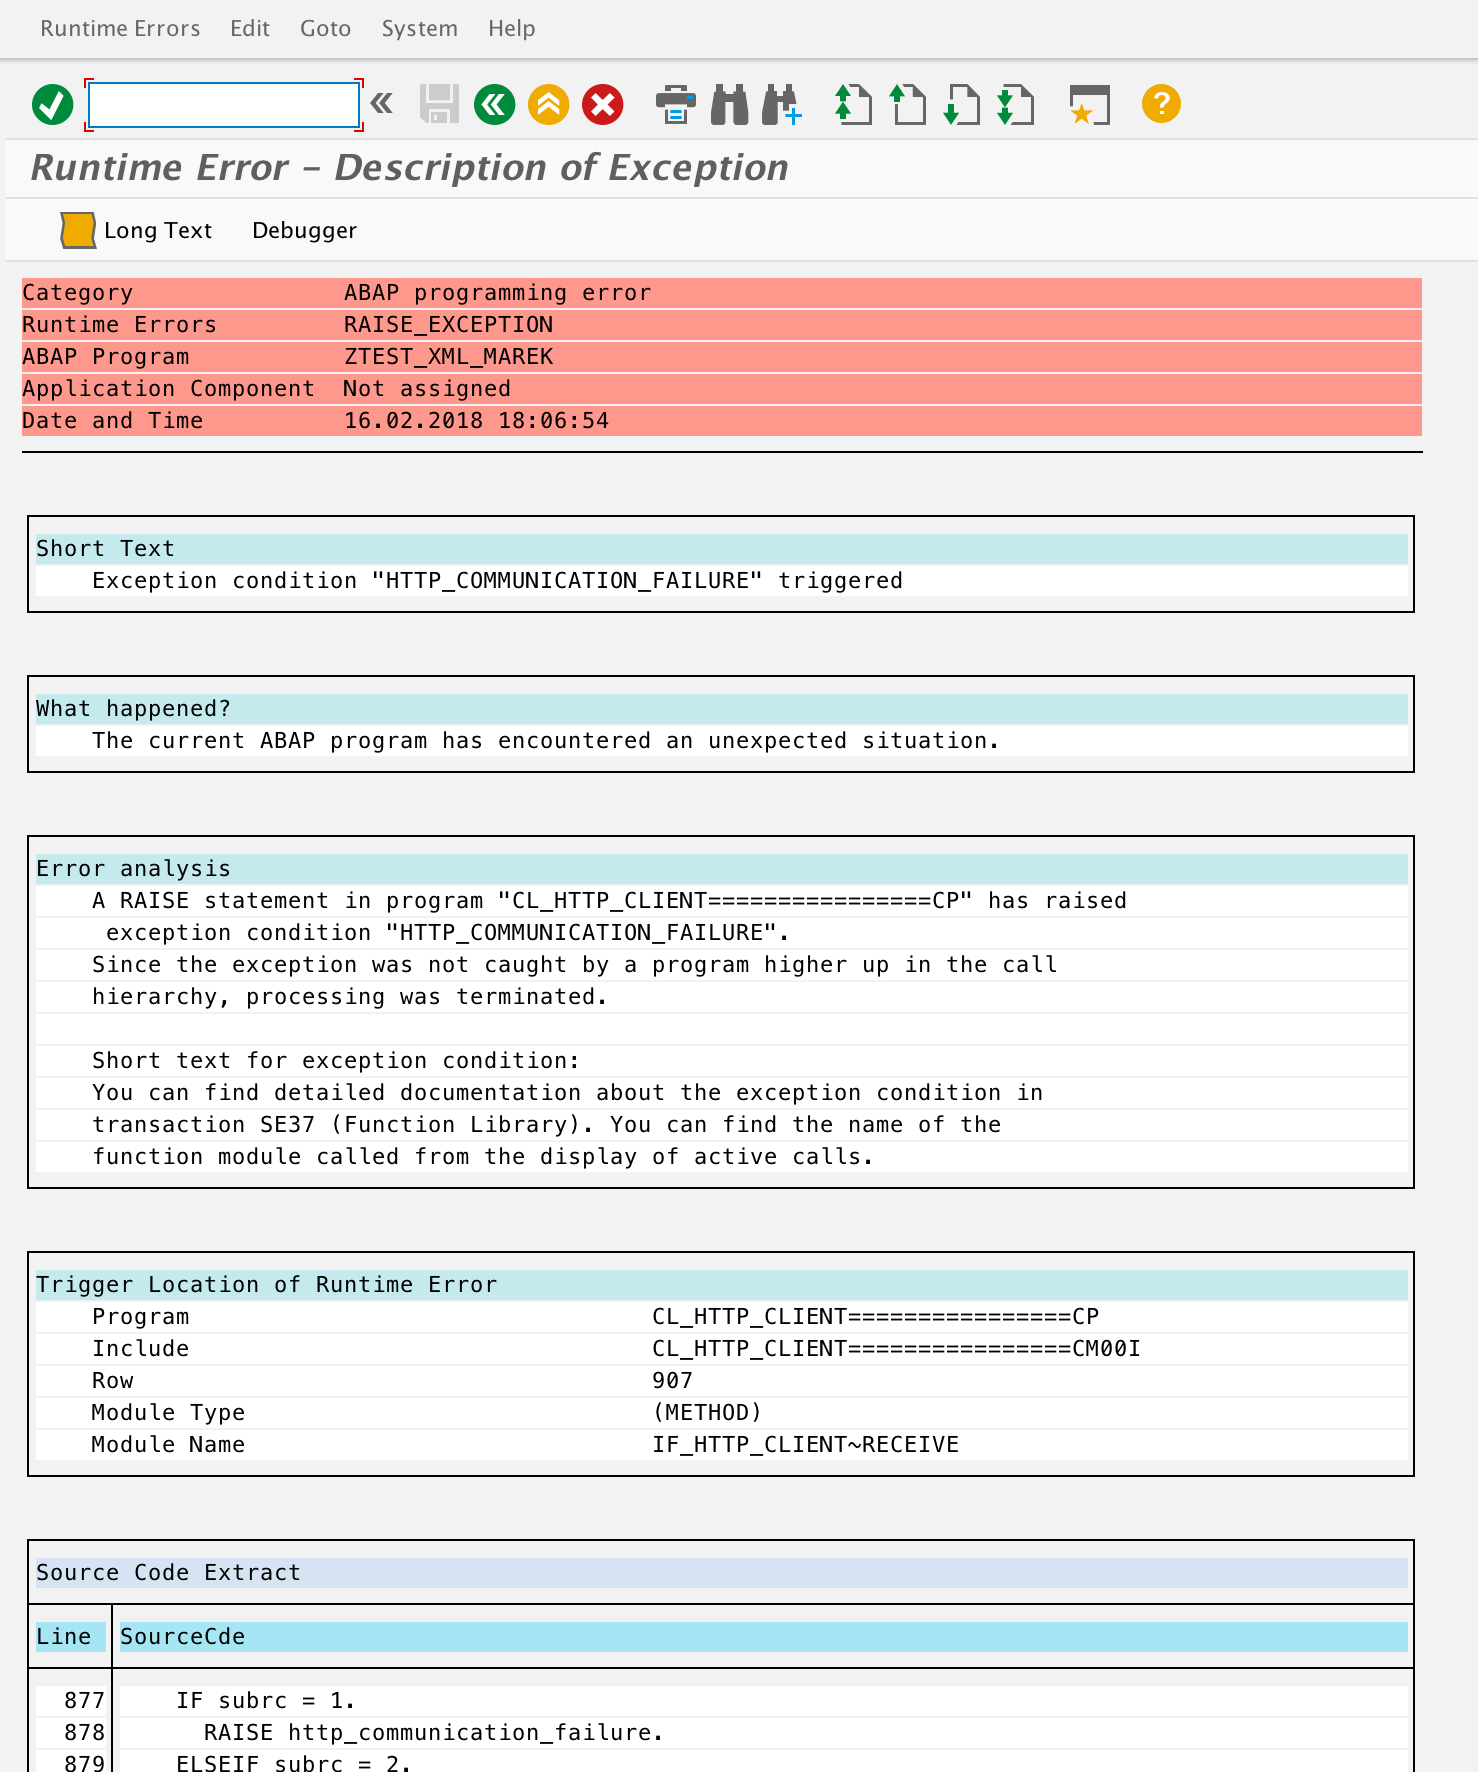 Runtime Errors Edit Goto System Help
«
?
Runtime Error – Description of Exception
Long Text Debugger
Category ABAP programming error
Runtime Errors RAISE_EXCEPTION
ABAP Program ZTEST_XML_MAREK
Application Component Not assigned
Date and Time 16.02.2018 18:06:54
Short Text
Exception condition "HTTP_COMMUNICATION_FAILURE" triggered
What happened?
The current ABAP program has encountered an unexpected situation.
Error analysis
A RAISE statement in program "CL_HTTP_CLIENT================CP" has raised
exception condition "HTTP_COMMUNICATION_FAILURE".
Since the exception was not caught by a program higher up in the call
hierarchy, processing was terminated.
Short text for exception condition:
You can find detailed documentation about the exception condition in
transaction SE37 (Function Library). You can find the name of the
function module called from the display of active calls.
Trigger Location of Runtime Error
Program CL_HTTP_CLIENT================CP
Include CL_HTTP_CLIENT================CM00I
Row 907
Module Type (METHOD)
Module Name IF_HTTP_CLIENT~RECEIVE
Source Code Extract
Line SourceCde
877 IF subrc = 1.
878 RAISE http_communication_failure.
879 ELSEIF subrc = 2.